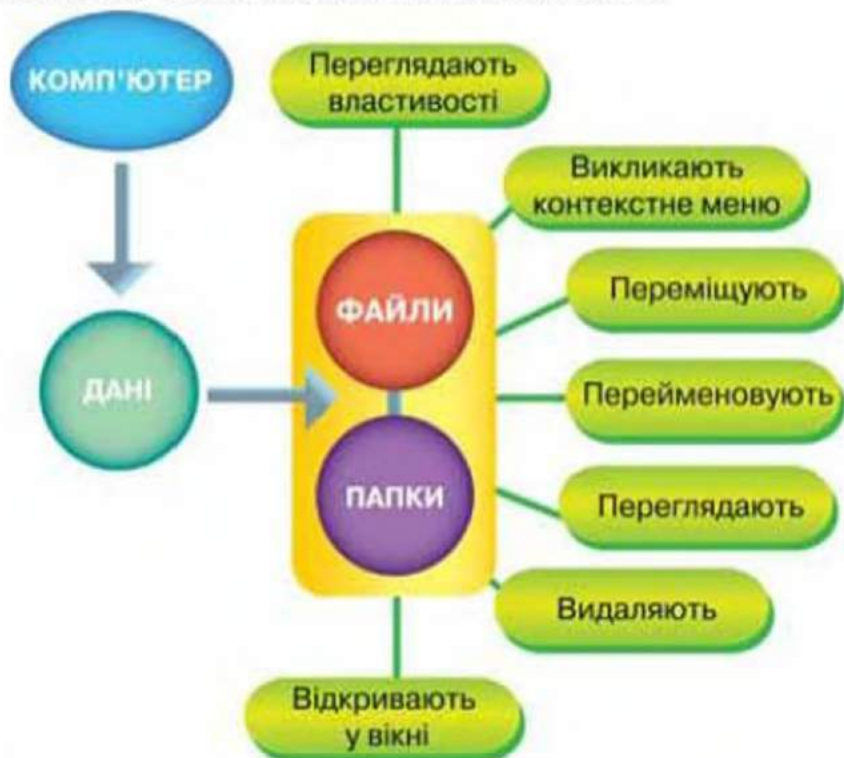 КОМП'ЮТЕР
Переглядають
властивості
Викликають
контекстне меню
ФАЙЛИ
Переміщують
ДАНІ
Перейменовують
ПАПКИ
Переглядають
Видаляють
Відкривають
у вікні